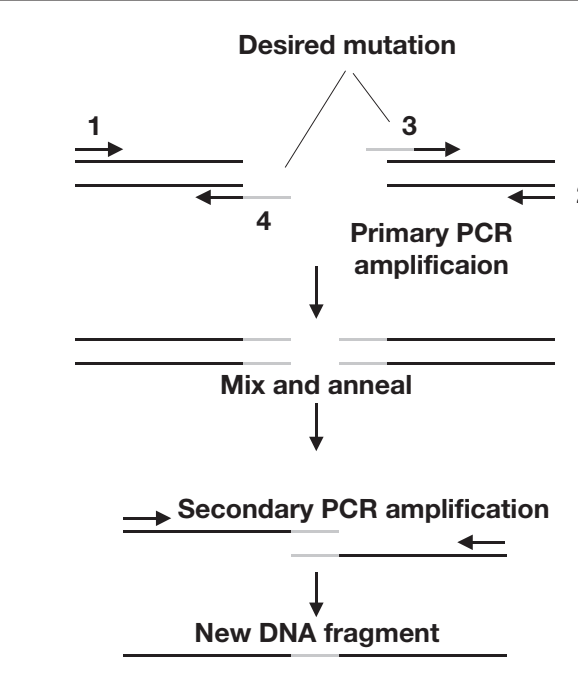 Desired mutation
1
3
4
Primary PCR
amplificaion
Mix and anneal
Secondary PCR amplification
New DNA fragment